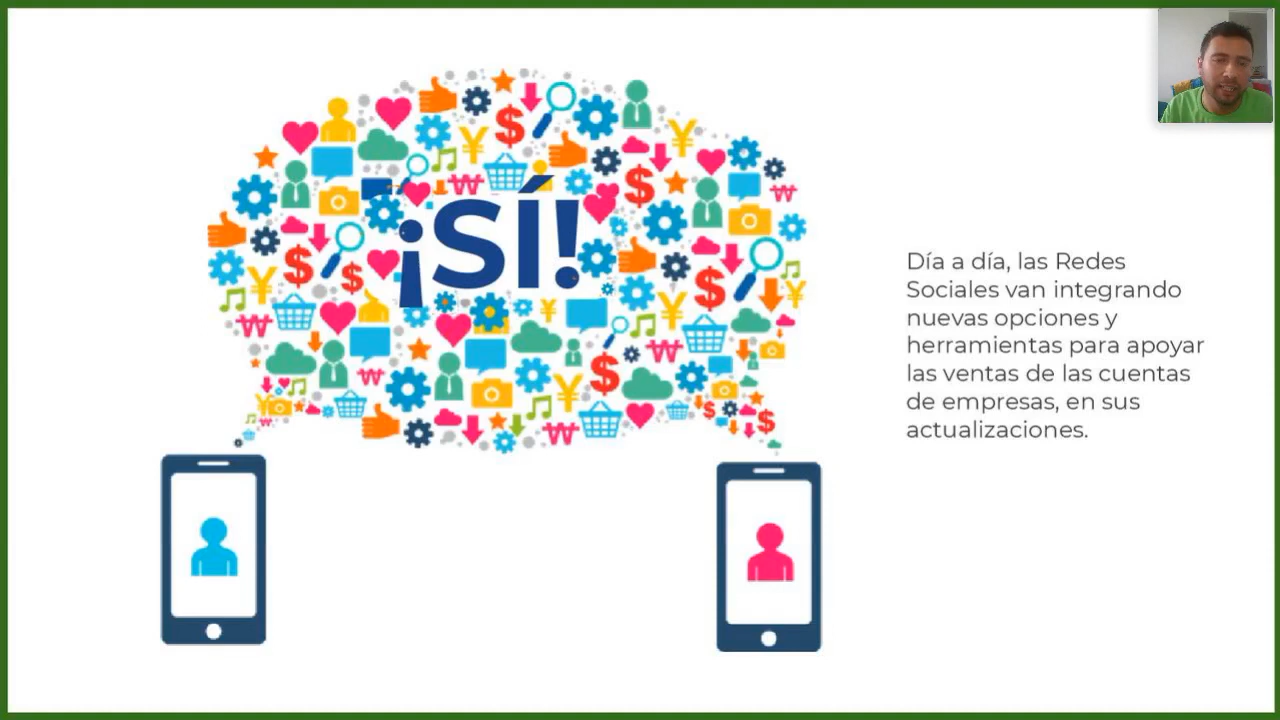 ¡SÍ!
Día a día, las Redes
Sociales van integrando
nuevas opciones y
herramientas para apoyar
las ventas de las cuentas
de empresas, en sus
actualizaciones.